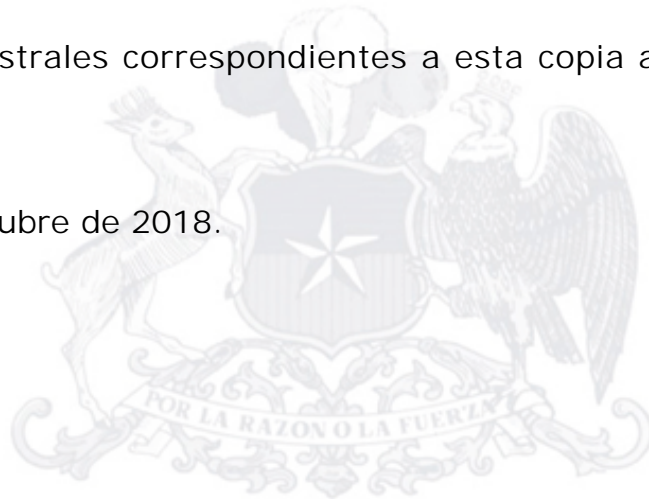 strales correspondientes a esta copia a
ubre de 2018.
POR LA RAZON O LA FUERZA